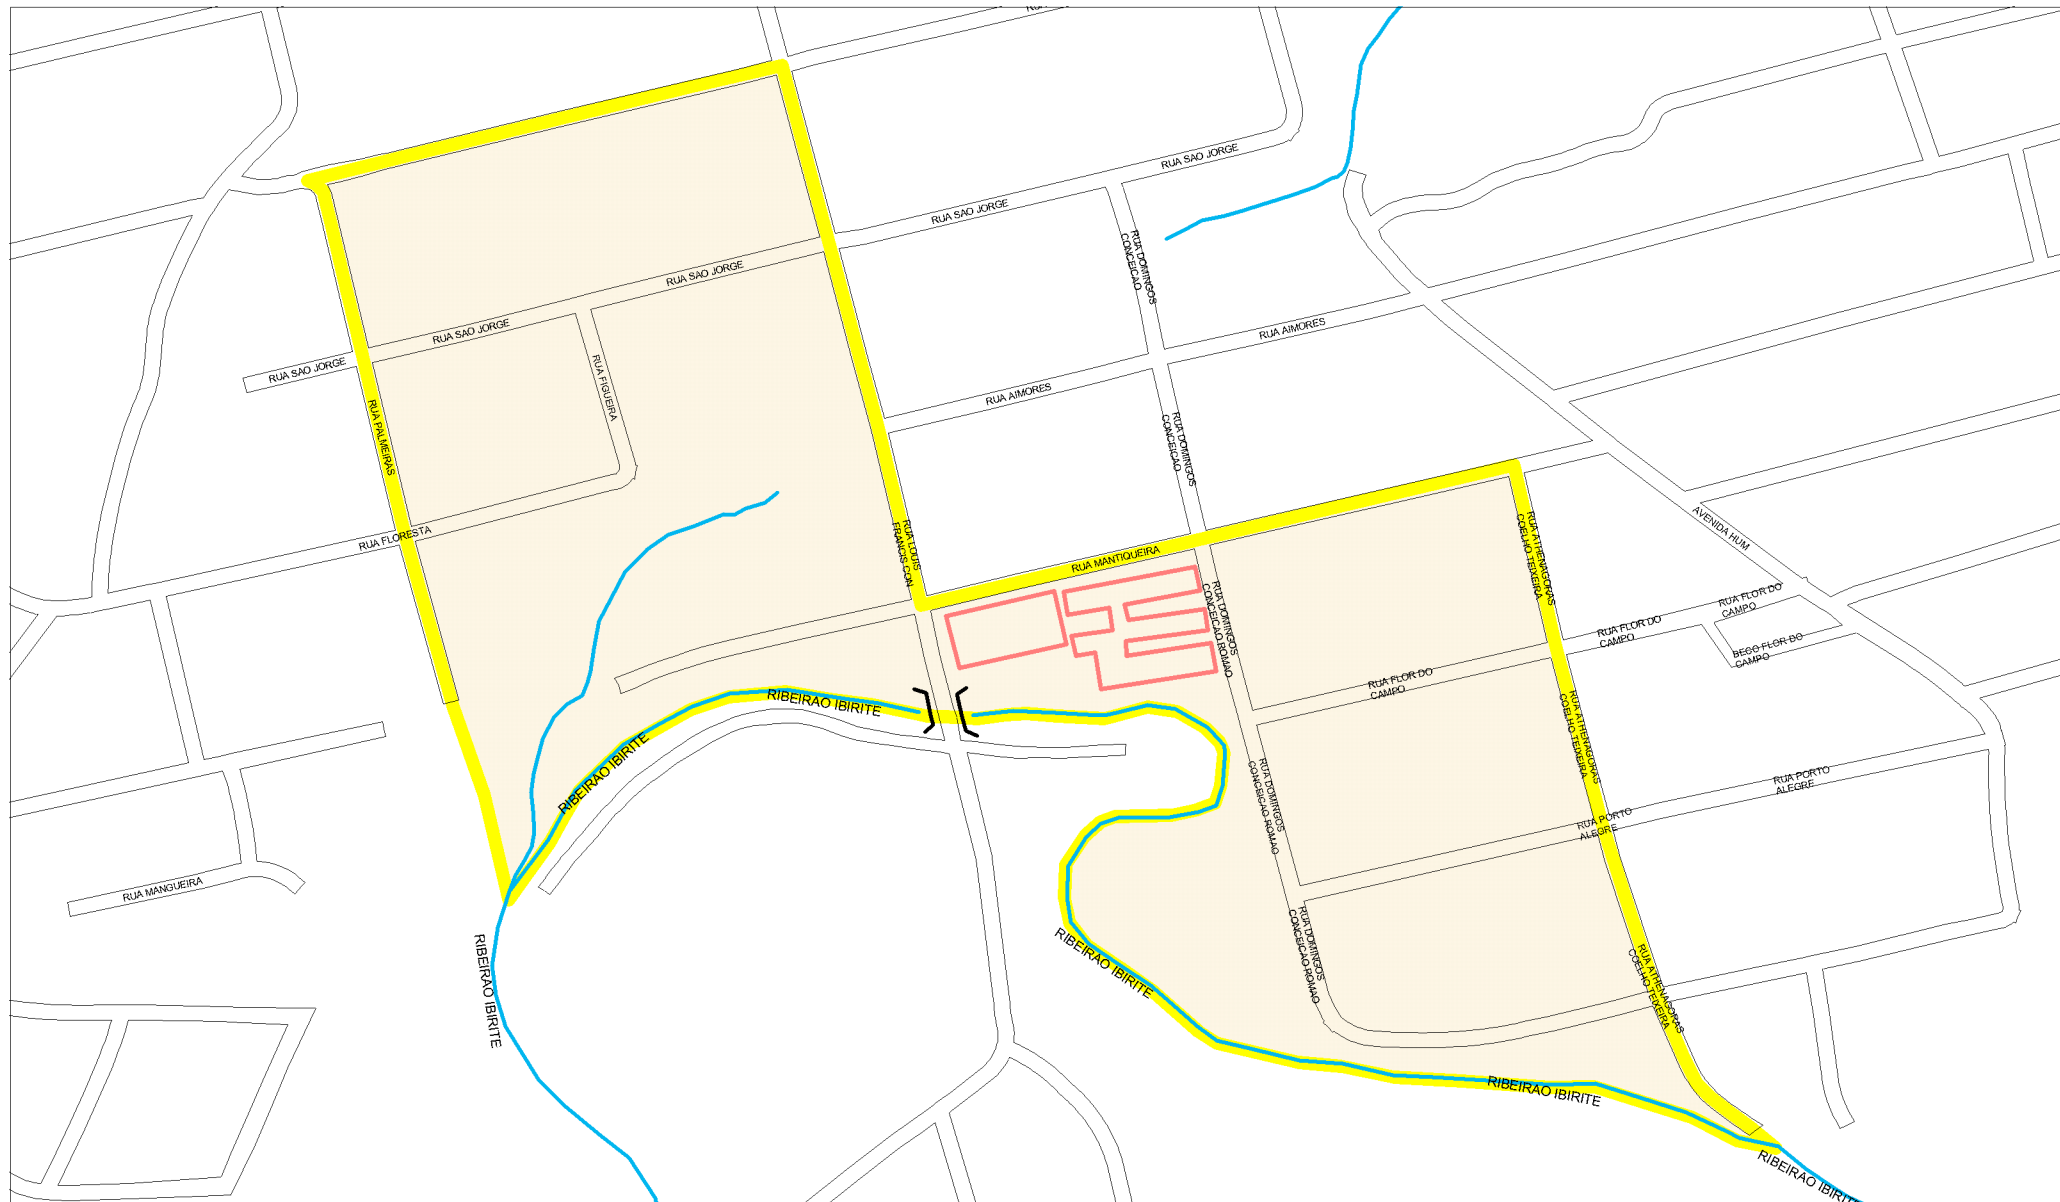 RUA SAO JORGE
RUA SAO JORGE
RUA DOMINGOS
CONCEICAO
RUA SAO JORGE
RUA SAO JORGE
RUA SAO JORGE
RUA AIMORES
RUA AIMORES
RUA FIGUEIRA
RUA PALMEIRAS
RUA DOMINGOS
CONCEICAO
RUA FLORESTA
RUA LOUIS
FRANCIS CON
RUA MANTIQUEIRA
RUA ATHENAGORAS
COELHO TEIXEIRA
AVENIDA HUM
RUA DOMINGOS
CONCEICAO ROMAO
RUA FLOR DO
CAMPO
RUA FLOR DO
CAMPO
BECO FLOR DO
CAMPO
RUA FLOR DO
CAMPO
RIBEIRAO IBIRITE
RIBEIRAO IBIRITE
RUA ATHENAGORAS
COELHO TEIXEIRA
RUA DOMINGOS
CONCEICAO ROMAO
RUA PORTO
ALEGRE
RUA PORTO
ALEGRE
RUA MANGUEIRA
RUA DOMINGOS
CONCEICAO ROMAO
RIBEIRAO IBIRITE
RIBEIRAO IBIRITE
RUA ATHENAGORAS
COELHO TEIXEIRA
RIBEIRAO IBIRITE
RIBEIRAO IBIRITE